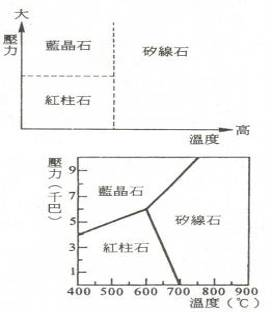 大
壓力
藍晶石
矽線石
紅柱石
高
溫度
壓力(千巴)
9
7
5
3
1
藍晶石
矽線石
紅柱石
400 500 600 700 800 900
溫度(℃)